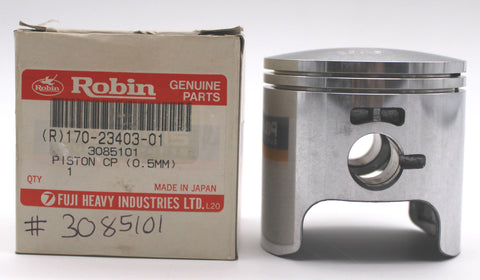 Robin
Robin
GENUINE
PARTS
(R)170-23403-01
3085101
PISTON CP (0.5MM)
QTY 1
MADE IN JAPAN
FUJI HEAVY INDUSTRIES LTD. L20
# 3085101